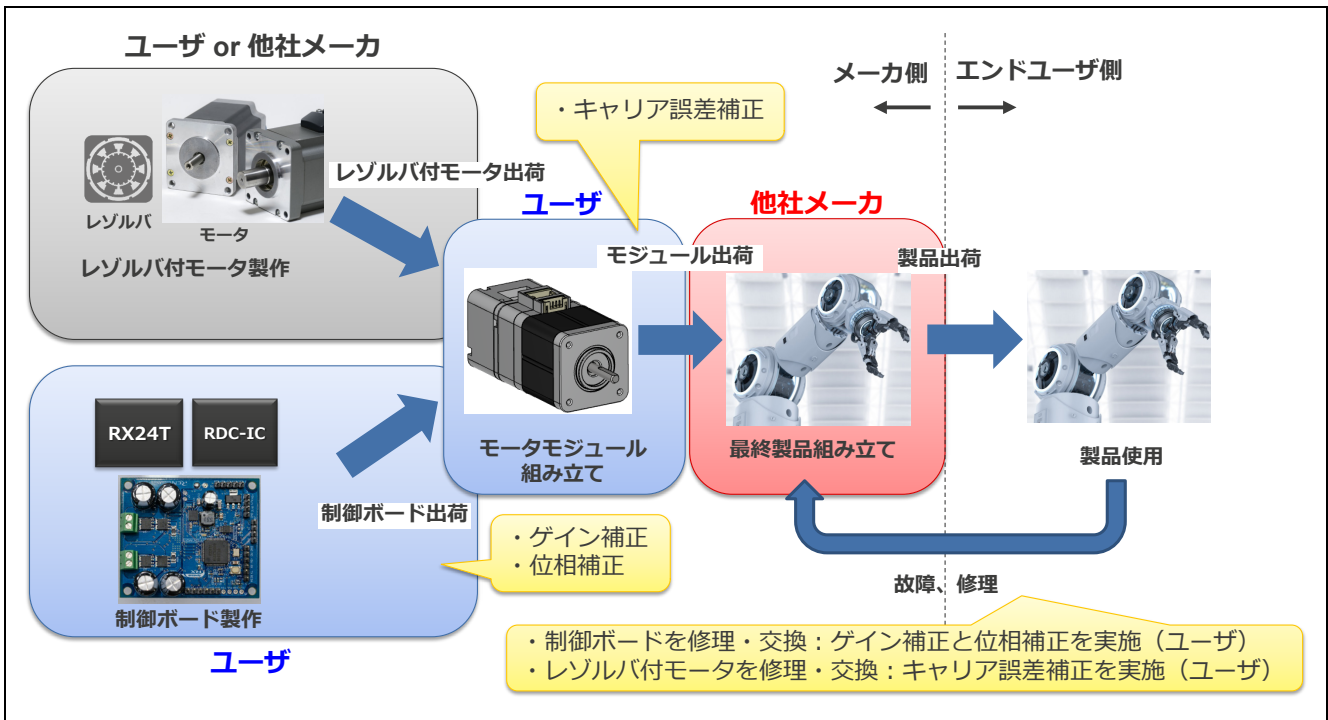 ユーザ or 他社メーカ
メーカ側
エンドユーザ側
・キャリア誤差補正
レゾルバ
モータ
レゾルバ付モータ製作
レゾルバ付モータ出荷
ユーザ
他社メーカ
モジュール出荷
製品出荷
モータモジュール
組み立て
最終製品組み立て
製品使用
RX24T
RDC-IC
制御ボード出荷
制御ボード製作
ユーザ
・ゲイン補正
・位相補正
故障、修理
・制御ボードを修理・交換：ゲイン補正と位相補正を実施（ユーザ）
・レゾルバ付モータを修理・交換：キャリア誤差補正を実施（ユーザ）